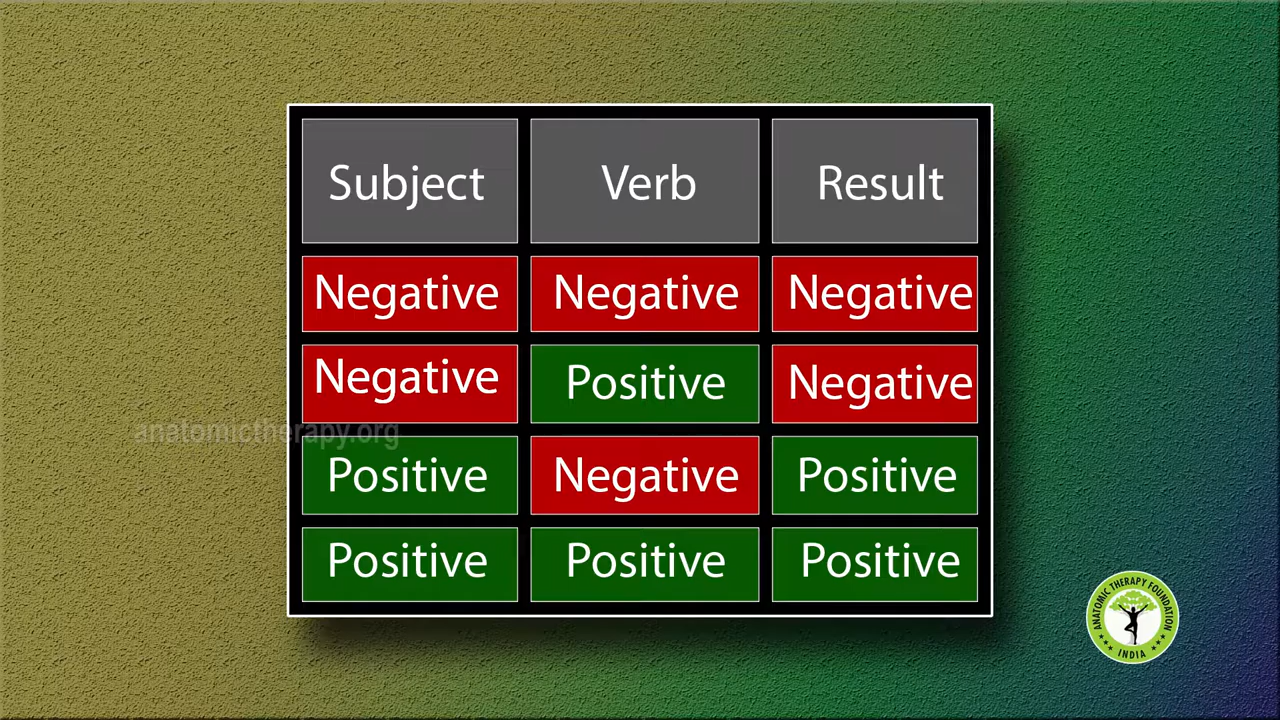 Subject Verb Result
Negative Negative Negative
Negative Positive Negative
anatomictherapy.org
Positive Negative Positive
Positive Positive Positive
ANATOMIC THERAPY FOUNDATION
INDIA